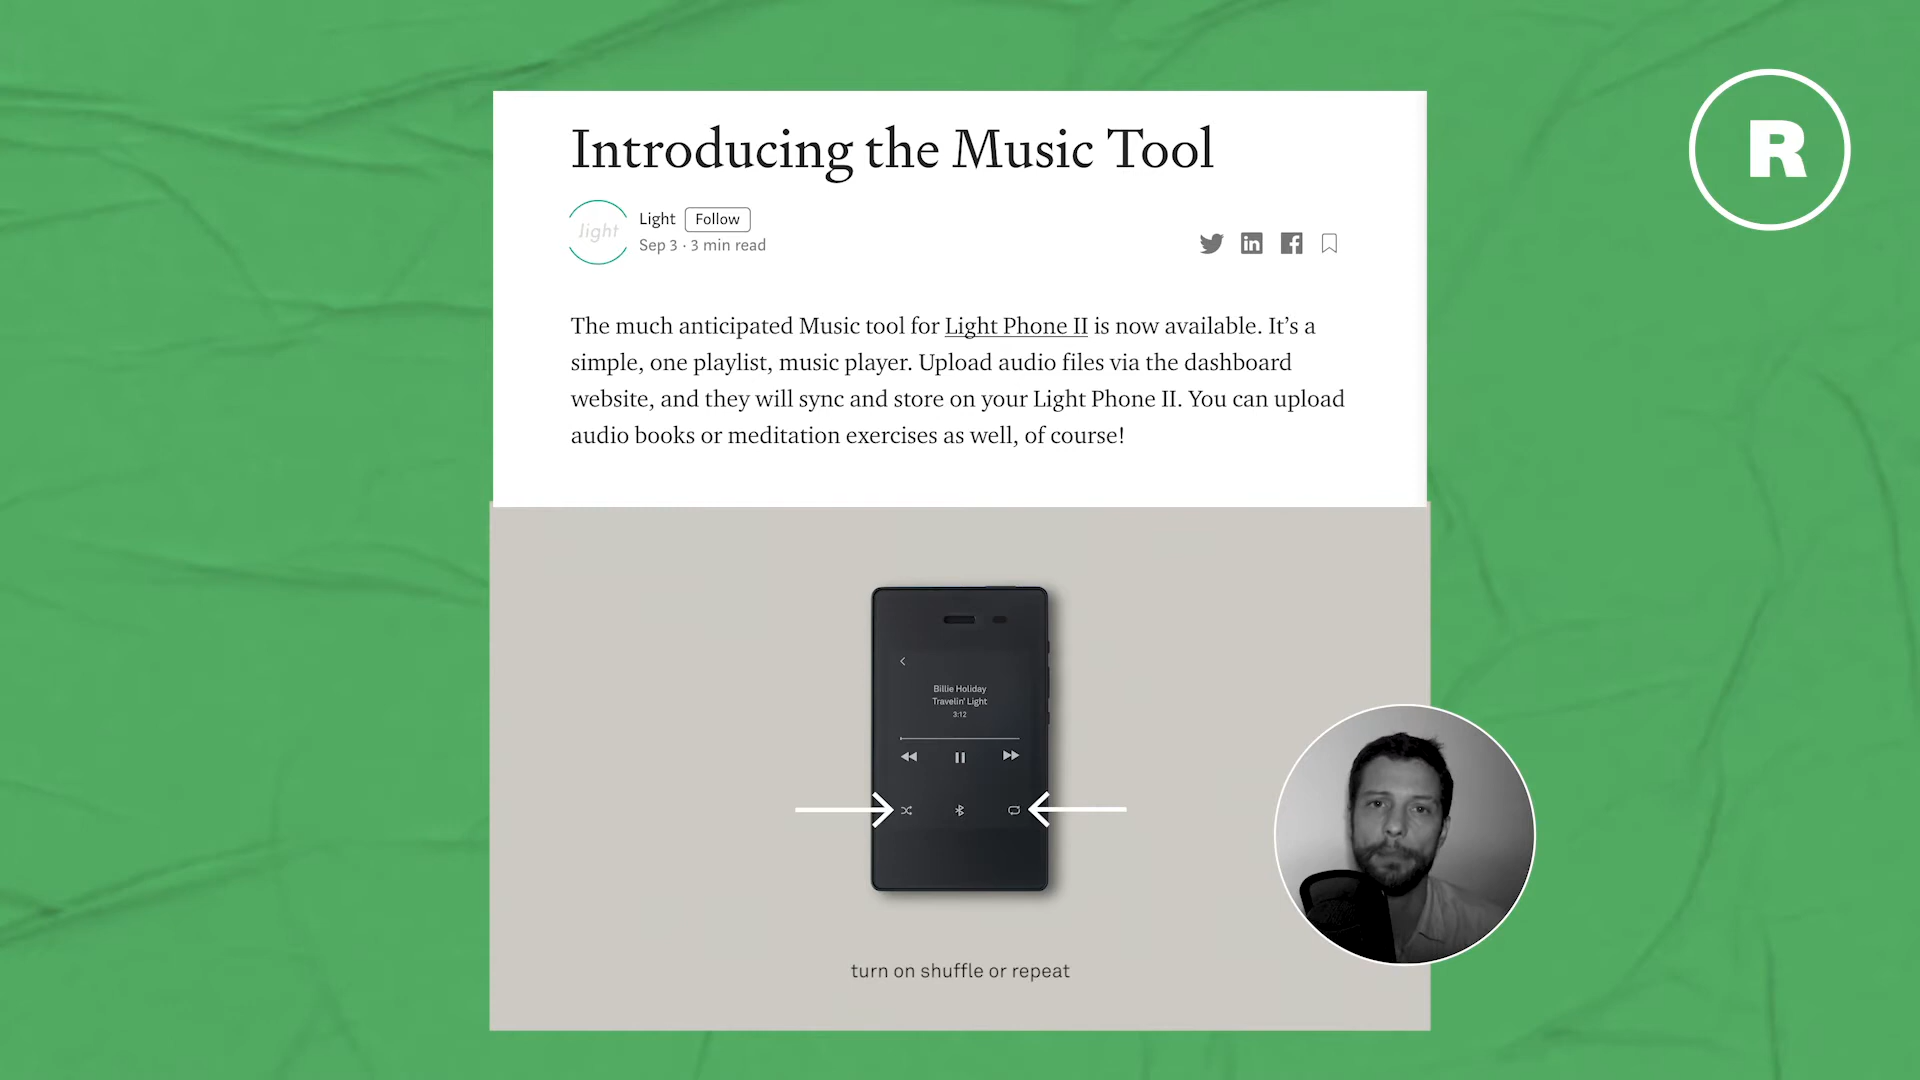 R
Introducing the Music Tool
light
Light Follow
Sep 3 · 3 min read
in
The much anticipated Music tool for Light Phone II is now available. It’s a
simple, one playlist, music player. Upload audio files via the dashboard
website, and they will sync and store on your Light Phone II. You can upload
audio books or meditation exercises as well, of course!
Billie Holiday
Travelin' Light
3:12
turn on shuffle or repeat